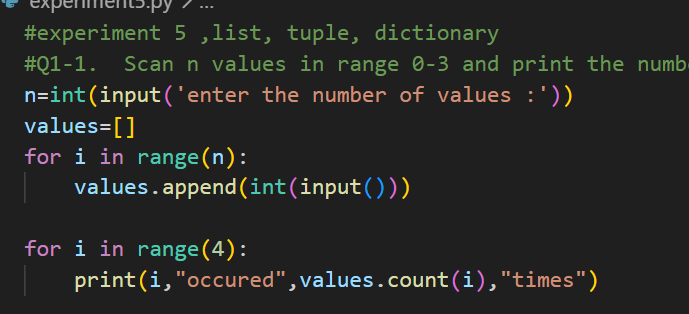 experiment5.py > ...
#experiment 5 ,list, tuple, dictionary
#Q1-1.  Scan n values in range 0-3 and print the
n=int(input('enter the number of values :'))
values=[]
for i in range(n):
    values.append(int(input()))
for i in range(4):
    print(i,"occured",values.count(i),"times")